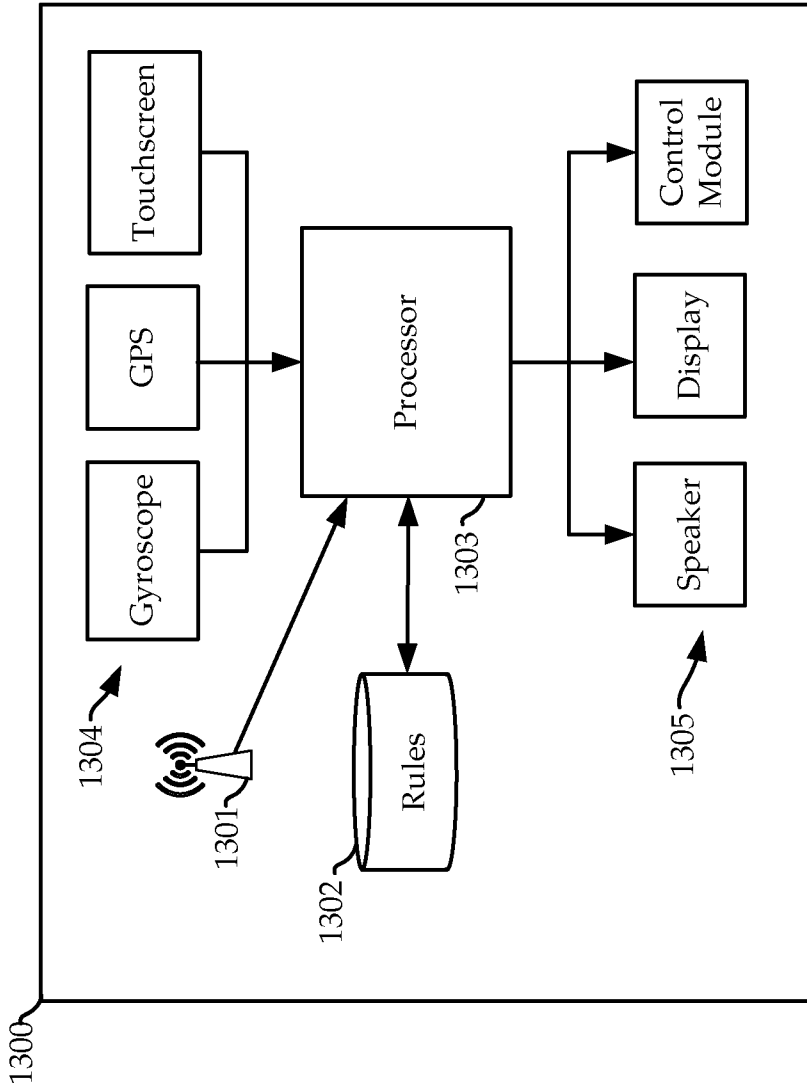 1300
1304
Gyroscope
GPS
Touchscreen
1301
1302
Rules
Processor
1303
1305
Speaker
Display
Control
Module